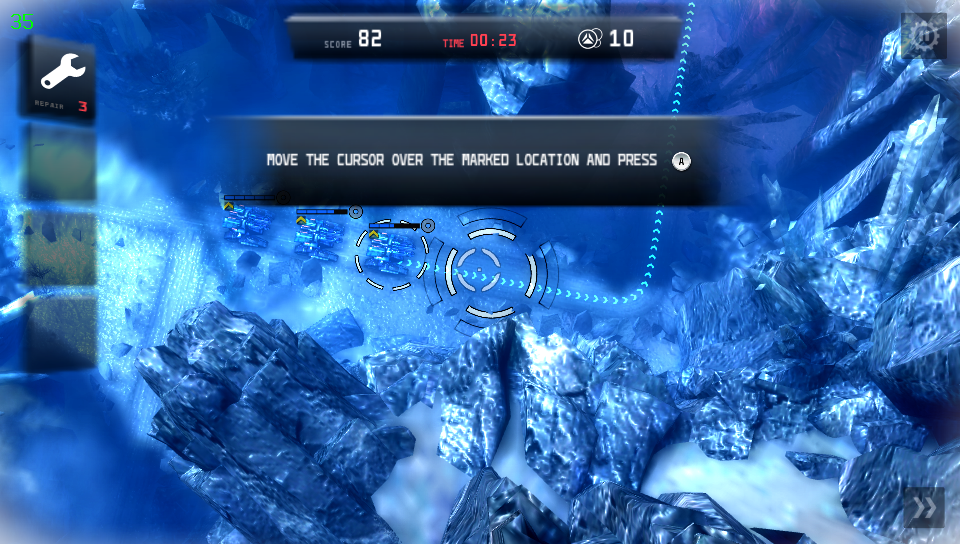 35
SCORE 82 TIME 00:23 10
REPAIR 3
MOVE THE CURSOR OVER THE MARKED LOCATION AND PRESS A